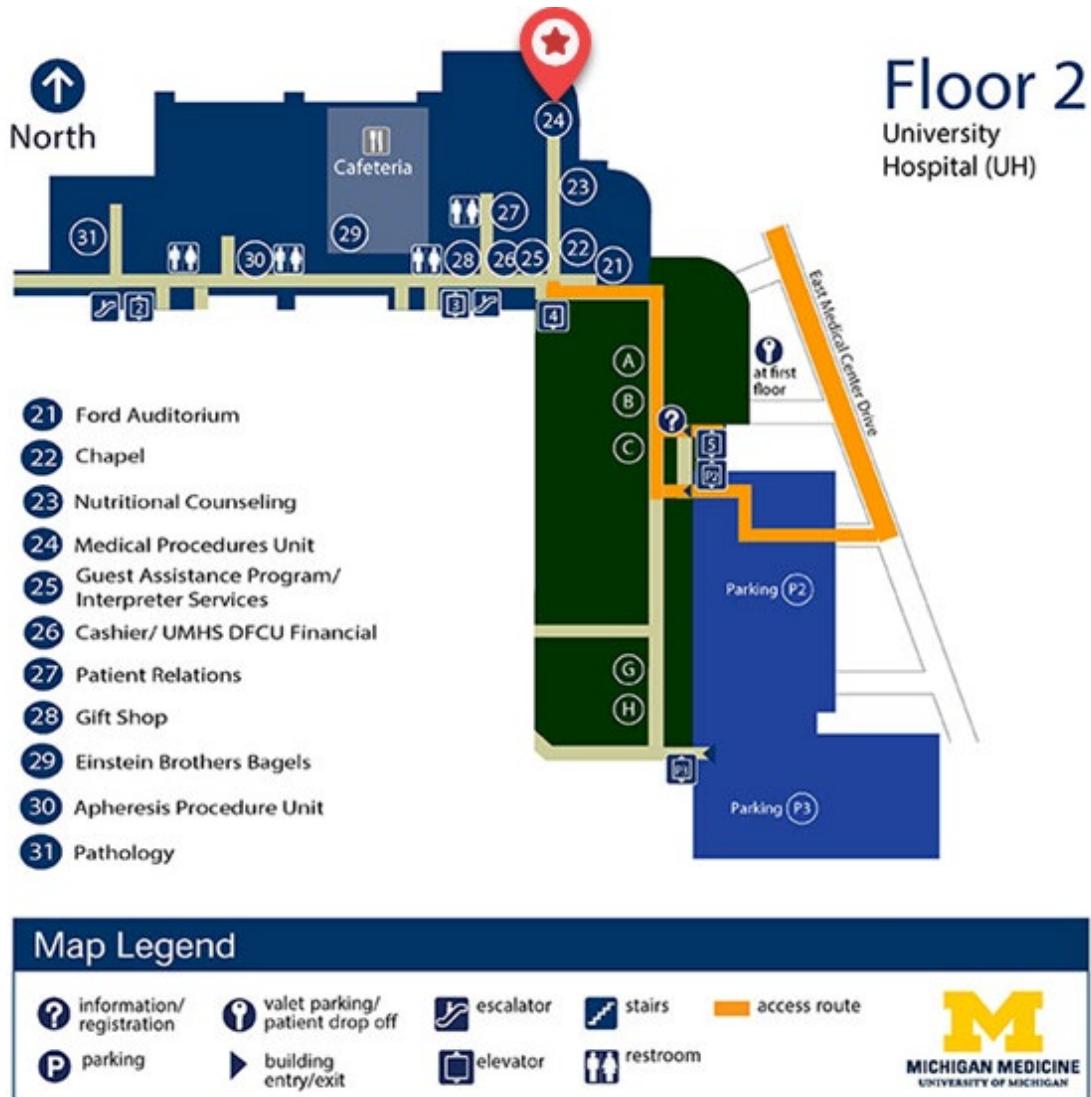 Floor 2
University
Hospital (UH)
North
Cafeteria
24
23
22
21
25
26
27
28
29
30
31
2
3
4
A
B
C
?
5
P2
at first
floor
East Medical Center Drive
Parking P2
G
H
Parking P3
21 Ford Auditorium
22 Chapel
23 Nutritional Counseling
24 Medical Procedures Unit
25 Guest Assistance Program/
Interpreter Services
26 Cashier/ UMHS DFCU Financial
27 Patient Relations
28 Gift Shop
29 Einstein Brothers Bagels
30 Apheresis Procedure Unit
31 Pathology
Map Legend
? information/
registration
valet parking/
patient drop off
escalator
stairs
access route
P parking
building
entry/exit
elevator
restroom
M
MICHIGAN MEDICINE
UNIVERSITY OF MICHIGAN